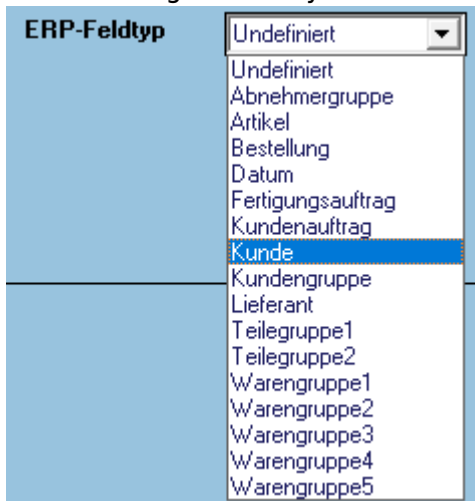 ERP-Feldtyp
Undefiniert
Undefiniert
Abnehmergruppe
Artikel
Bestellung
Datum
Fertigungsauftrag
Kundenauftrag
Kunde
Kundengruppe
Lieferant
Teilegruppe1
Teilegruppe2
Warengruppe1
Warengruppe2
Warengruppe3
Warengruppe4
Warengruppe5